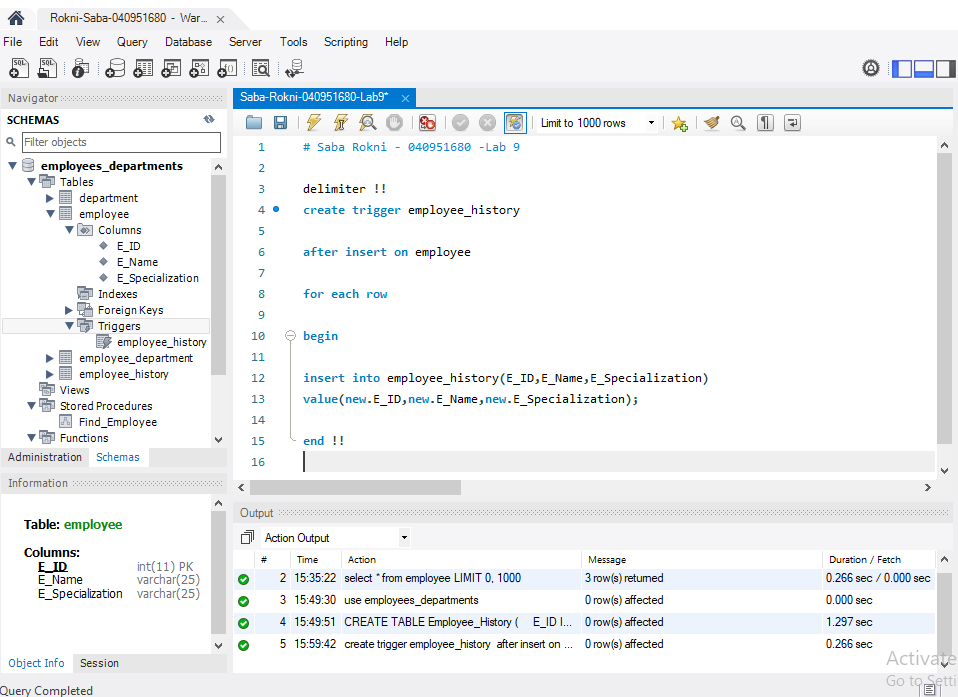 Rokni-Saba-040951680 - War...
File Edit View Query Database Server Tools Scripting Help
Navigator
SCHEMAS
Filter objects
employees_departments
Tables
department
employee
Columns
E_ID
E_Name
E_Specialization
Indexes
Foreign Keys
Triggers
employee_history
employee_department
employee_history
Views
Stored Procedures
Find_Employee
Functions
Administration Schemas
Information
Table: employee
Columns:
E_ID int(11) PK
E_Name varchar(25)
E_Specialization varchar(25)
Object Info Session
Query Completed
Saba-Rokni-040951680-Lab9*
Limit to 1000 rows
1 # Saba Rokni - 040951680 -Lab 9
2
3 delimiter !!
4 create trigger employee_history
5
6 after insert on employee
7
8 for each row
9
10 begin
11
12 insert into employee_history(E_ID,E_Name,E_Specialization)
13 value(new.E_ID,new.E_Name,new.E_Specialization);
14
15 end !!
16
Output
Action Output
# Time Action Message Duration / Fetch
2 15:35:22 select * from employee LIMIT 0, 1000 3 row(s) returned 0.266 sec / 0.000 sec
3 15:49:30 use employees_departments 0 row(s) affected 0.000 sec
4 15:49:51 CREATE TABLE Employee_History ( E_ID I... 0 row(s) affected 1.297 sec
5 15:59:42 create trigger employee_history after insert on ... 0 row(s) affected 0.266 sec
Activate
Go to Setti